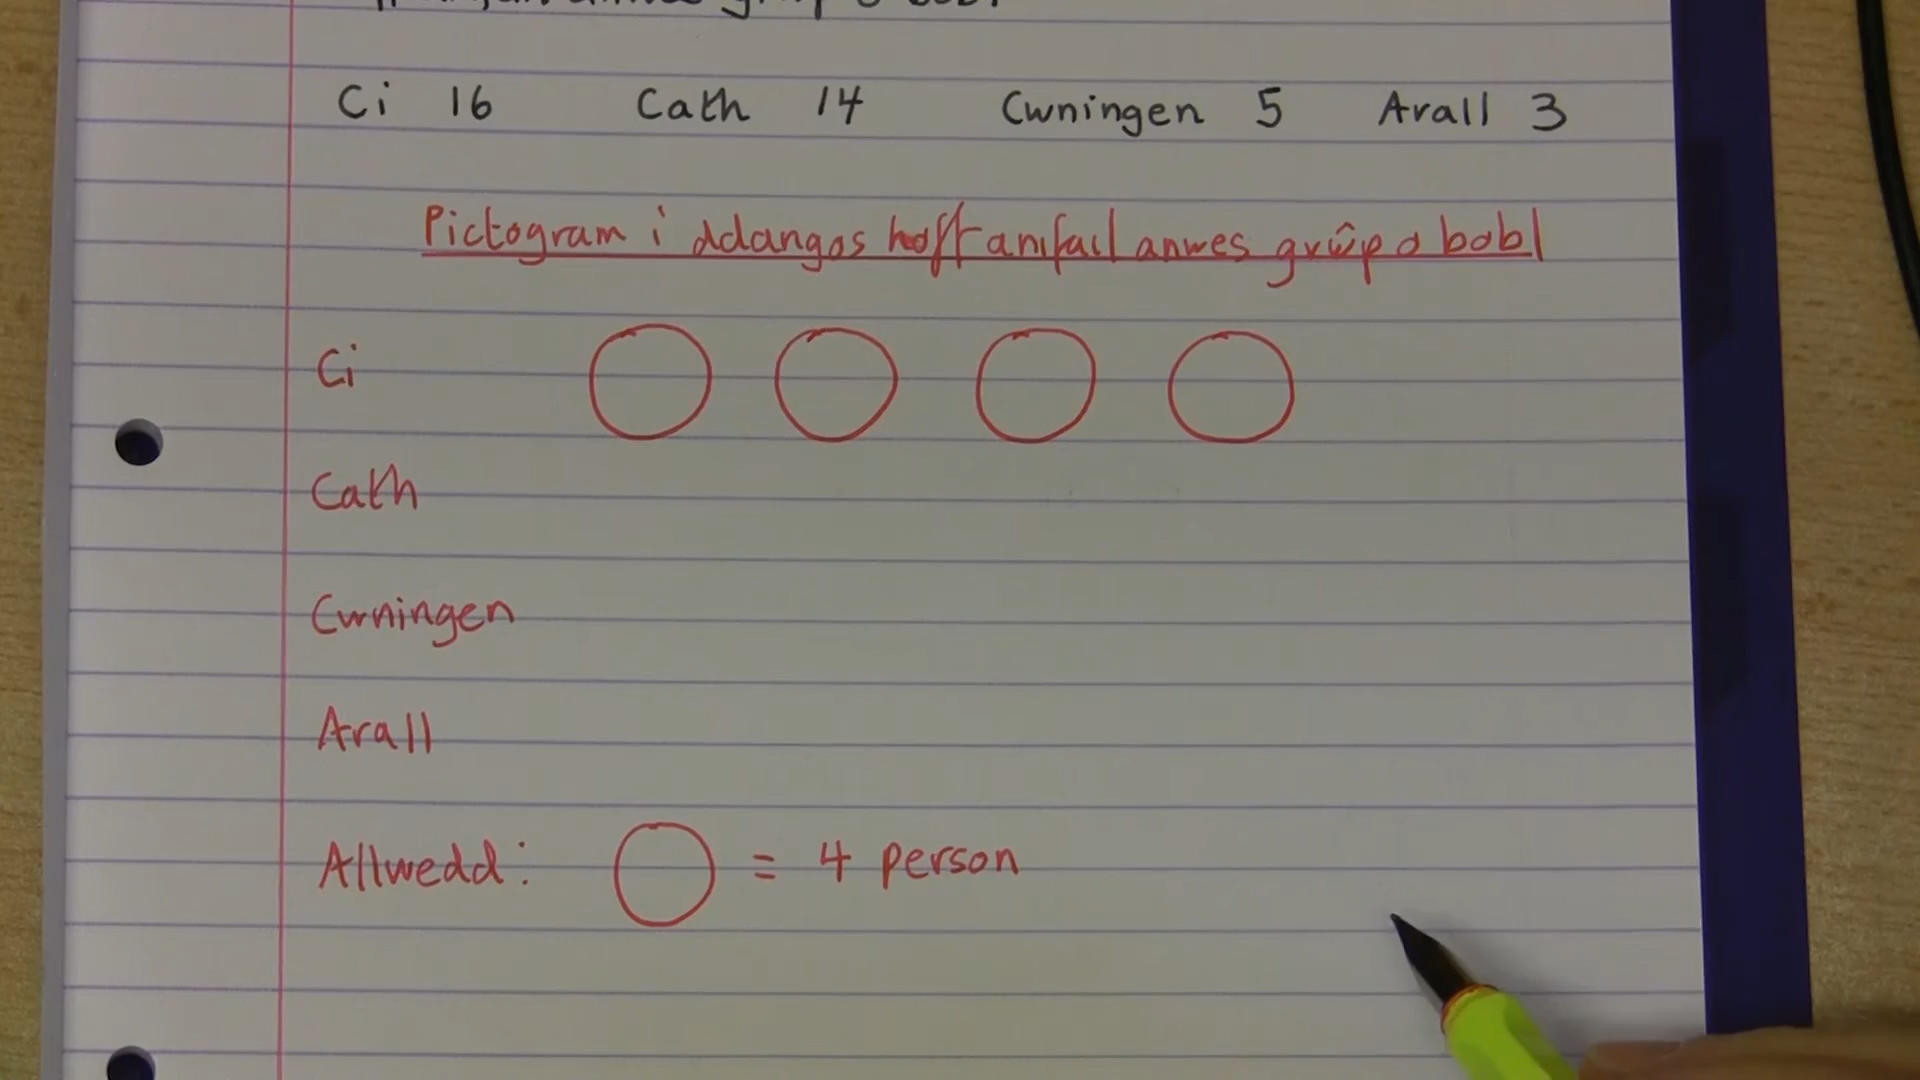 Ci 16 Cath 14 Cwningen 5 Arall 3
Pictogram i ddangos hoff anifail anwes grŵp o bobl
Ci
Cath
Cwningen
Arall
Allwedd: = 4 person